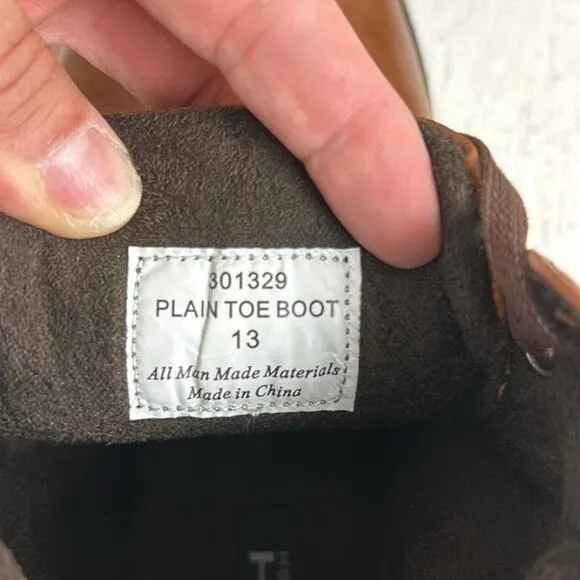 301329
PLAIN TOE BOOT
13
All Man Made Materials
Made in China